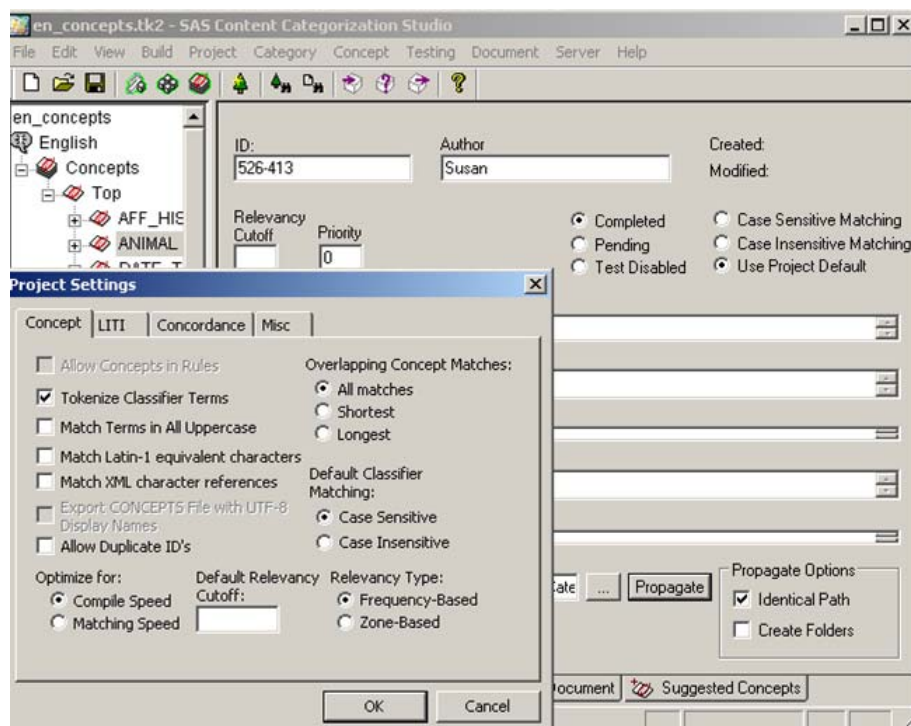 en_concepts.tk2 - SAS Content Categorization Studio
File Edit View Build Project Category Concept Testing Document Server Help
en_concepts
English
Concepts
Top
AFF_HIS
ANIMAL
ID:
526-413
Author
Susan
Created:
Modified:
Relevancy
Cutoff
Priority
0
Completed
Pending
Test Disabled
Case Sensitive Matching
Case Insensitive Matching
Use Project Default
Project Settings
Concept LITI Concordance Misc
Allow Concepts in Rules
Tokenize Classifier Terms
Match Terms in All Uppercase
Match Latin-1 equivalent characters
Match XML character references
Export CONCEPTS File with UTF-8
Display Names
Allow Duplicate ID's
Overlapping Concept Matches:
All matches
Shortest
Longest
Default Classifier
Matching:
Case Sensitive
Case Insensitive
Optimize for:
Compile Speed
Matching Speed
Default Relevancy
Cutoff:
Relevancy Type:
Frequency-Based
Zone-Based
OK
Cancel
... Propagate
Propagate Options
Identical Path
Create Folders
ocument
Suggested Concepts